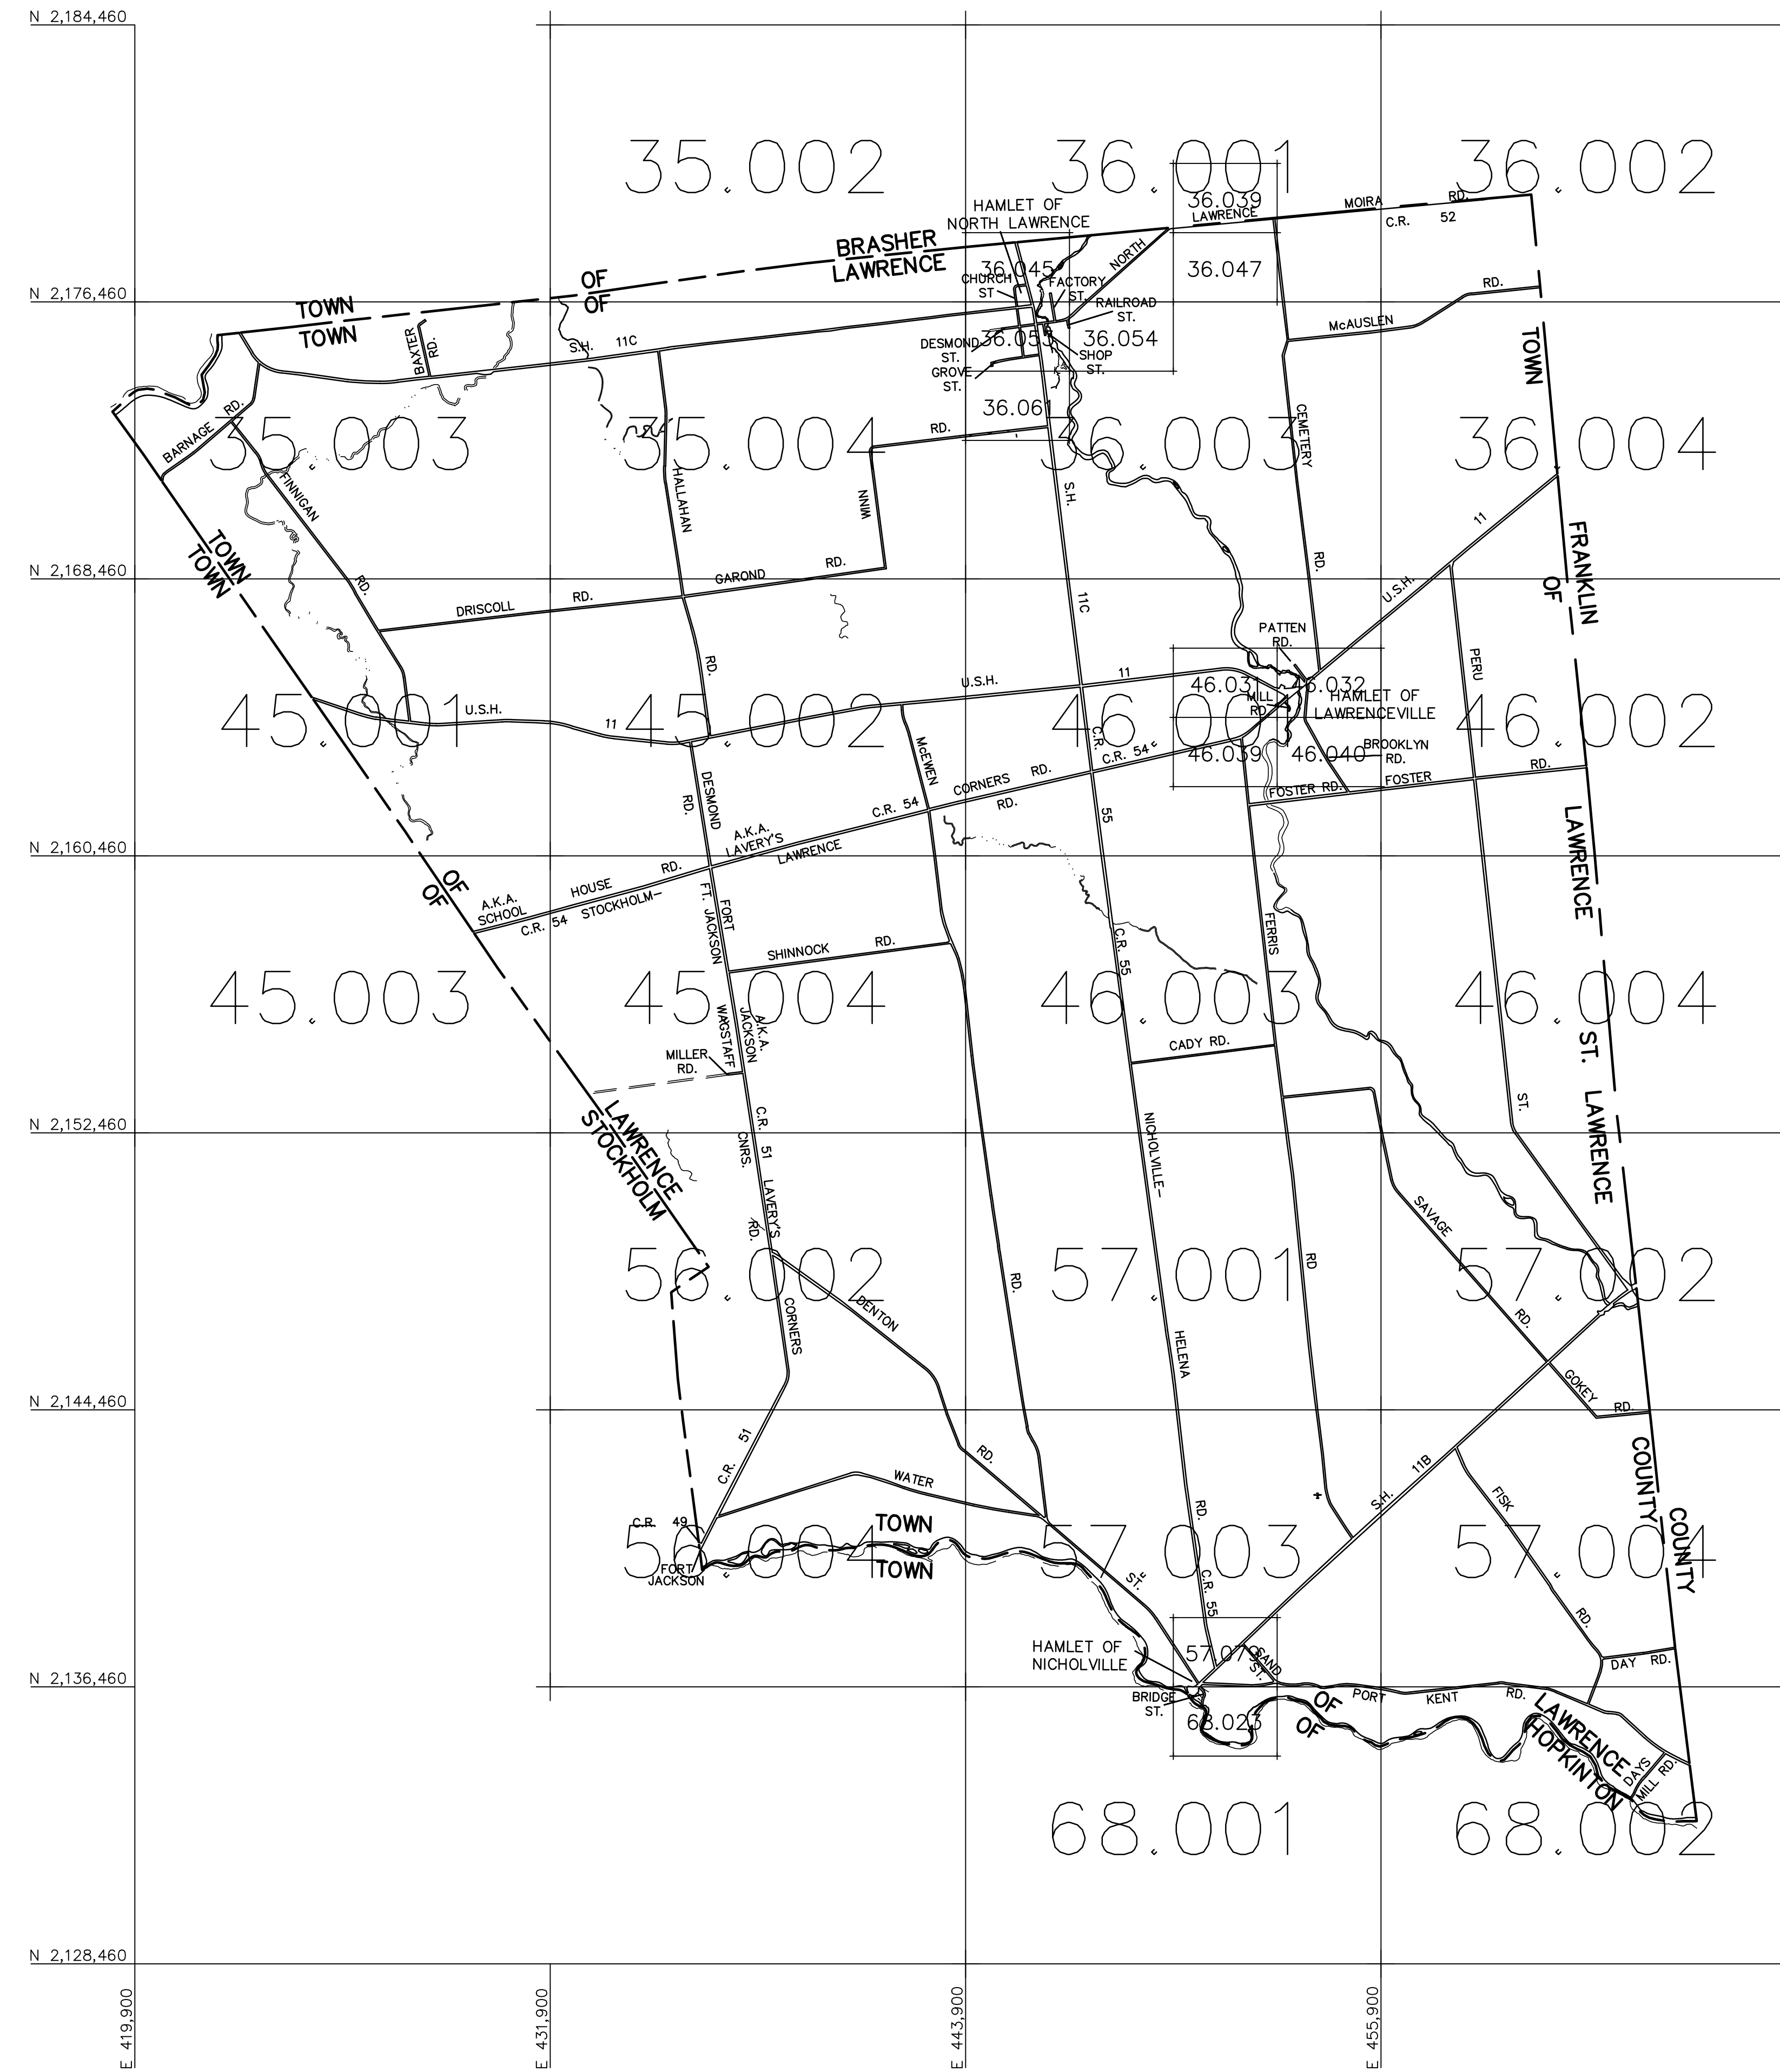 N 2,184,460
35.002
36.001
36.002
36.039
MOIRA
RD.
LAWRENCE
C.R.
52
HAMLET OF
NORTH LAWRENCE
BRASHER
LAWRENCE
NORTH
36.045
36.047
OF
OF
CHURCH
ST
FACTORY
ST.
RD.
N 2,176,460
TOWN
TOWN
RAILROAD
ST.
McAUSLEN
BAXTER
RD.
S.H.
11C
DESMOND
ST.
36.053
36.054
SHOP
ST.
GROVE
ST.
TOWN
36.061
BARNAGE
RD.
35.003
35.004
36.003
36.004
RD.
CEMETERY
FINNIGAN
HALLAHAN
WINN
S.H.
11
FRANKLIN
TOWN
TOWN
RD.
N 2,168,460
GAROND
RD.
RD.
U.S.H.
OF
DRISCOLL
RD.
11C
PATTEN
RD.
PERU
RD.
U.S.H.
11
46.031
46.032
MILL
RD.
HAMLET OF
LAWRENCEVILLE
U.S.H.
11
45.001
45.002
46.001
46.002
C.R.
C.R. 54
46.039
46.040
BROOKLYN
RD.
McEWEN
DESMOND
RD.
CORNERS
RD.
RD.
FOSTER RD.
FOSTER
RD.
C.R. 54
55
LAWRENCE
A.K.A.
LAVERY'S
LAWRENCE
N 2,160,460
OF
OF
HOUSE
RD.
A.K.A.
SCHOOL
C.R. 54
STOCKHOLM-
FORT
FT. JACKSON
FERRIS
SHINNOCK
RD.
C.R. 55
45.003
45.004
46.003
46.004
WAGSTAFF
A.K.A.
JACKSON
MILLER
RD.
CADY RD.
ST.
LAWRENCE
STOCKHOLM
ST.
LAWRENCE
N 2,152,460
C.R. 51
CNRS.
NICHOLVILLE-
LAVERY'S
RD.
SAVAGE
56.002
57.001
57.002
RD.
RD
DENTON
CORNERS
RD.
HELENA
GOKEY
RD.
N 2,144,460
51
C.R.
RD.
11B
COUNTY
WATER
S.H.
FISK
RD.
COUNTY
C.R. 49
TOWN
TOWN
56.004
57.003
57.004
FORT
JACKSON
ST.
C.R. 55
RD.
HAMLET OF
NICHOLVILLE
57.079
SAND
ST.
DAY RD.
N 2,136,460
BRIDGE
ST.
PORT
KENT
RD.
OF
OF
68.023
LAWRENCE
HOPKINTON
DAYS
MILL RD.
68.001
68.002
N 2,128,460
E 419,900
E 431,900
E 443,900
E 455,900